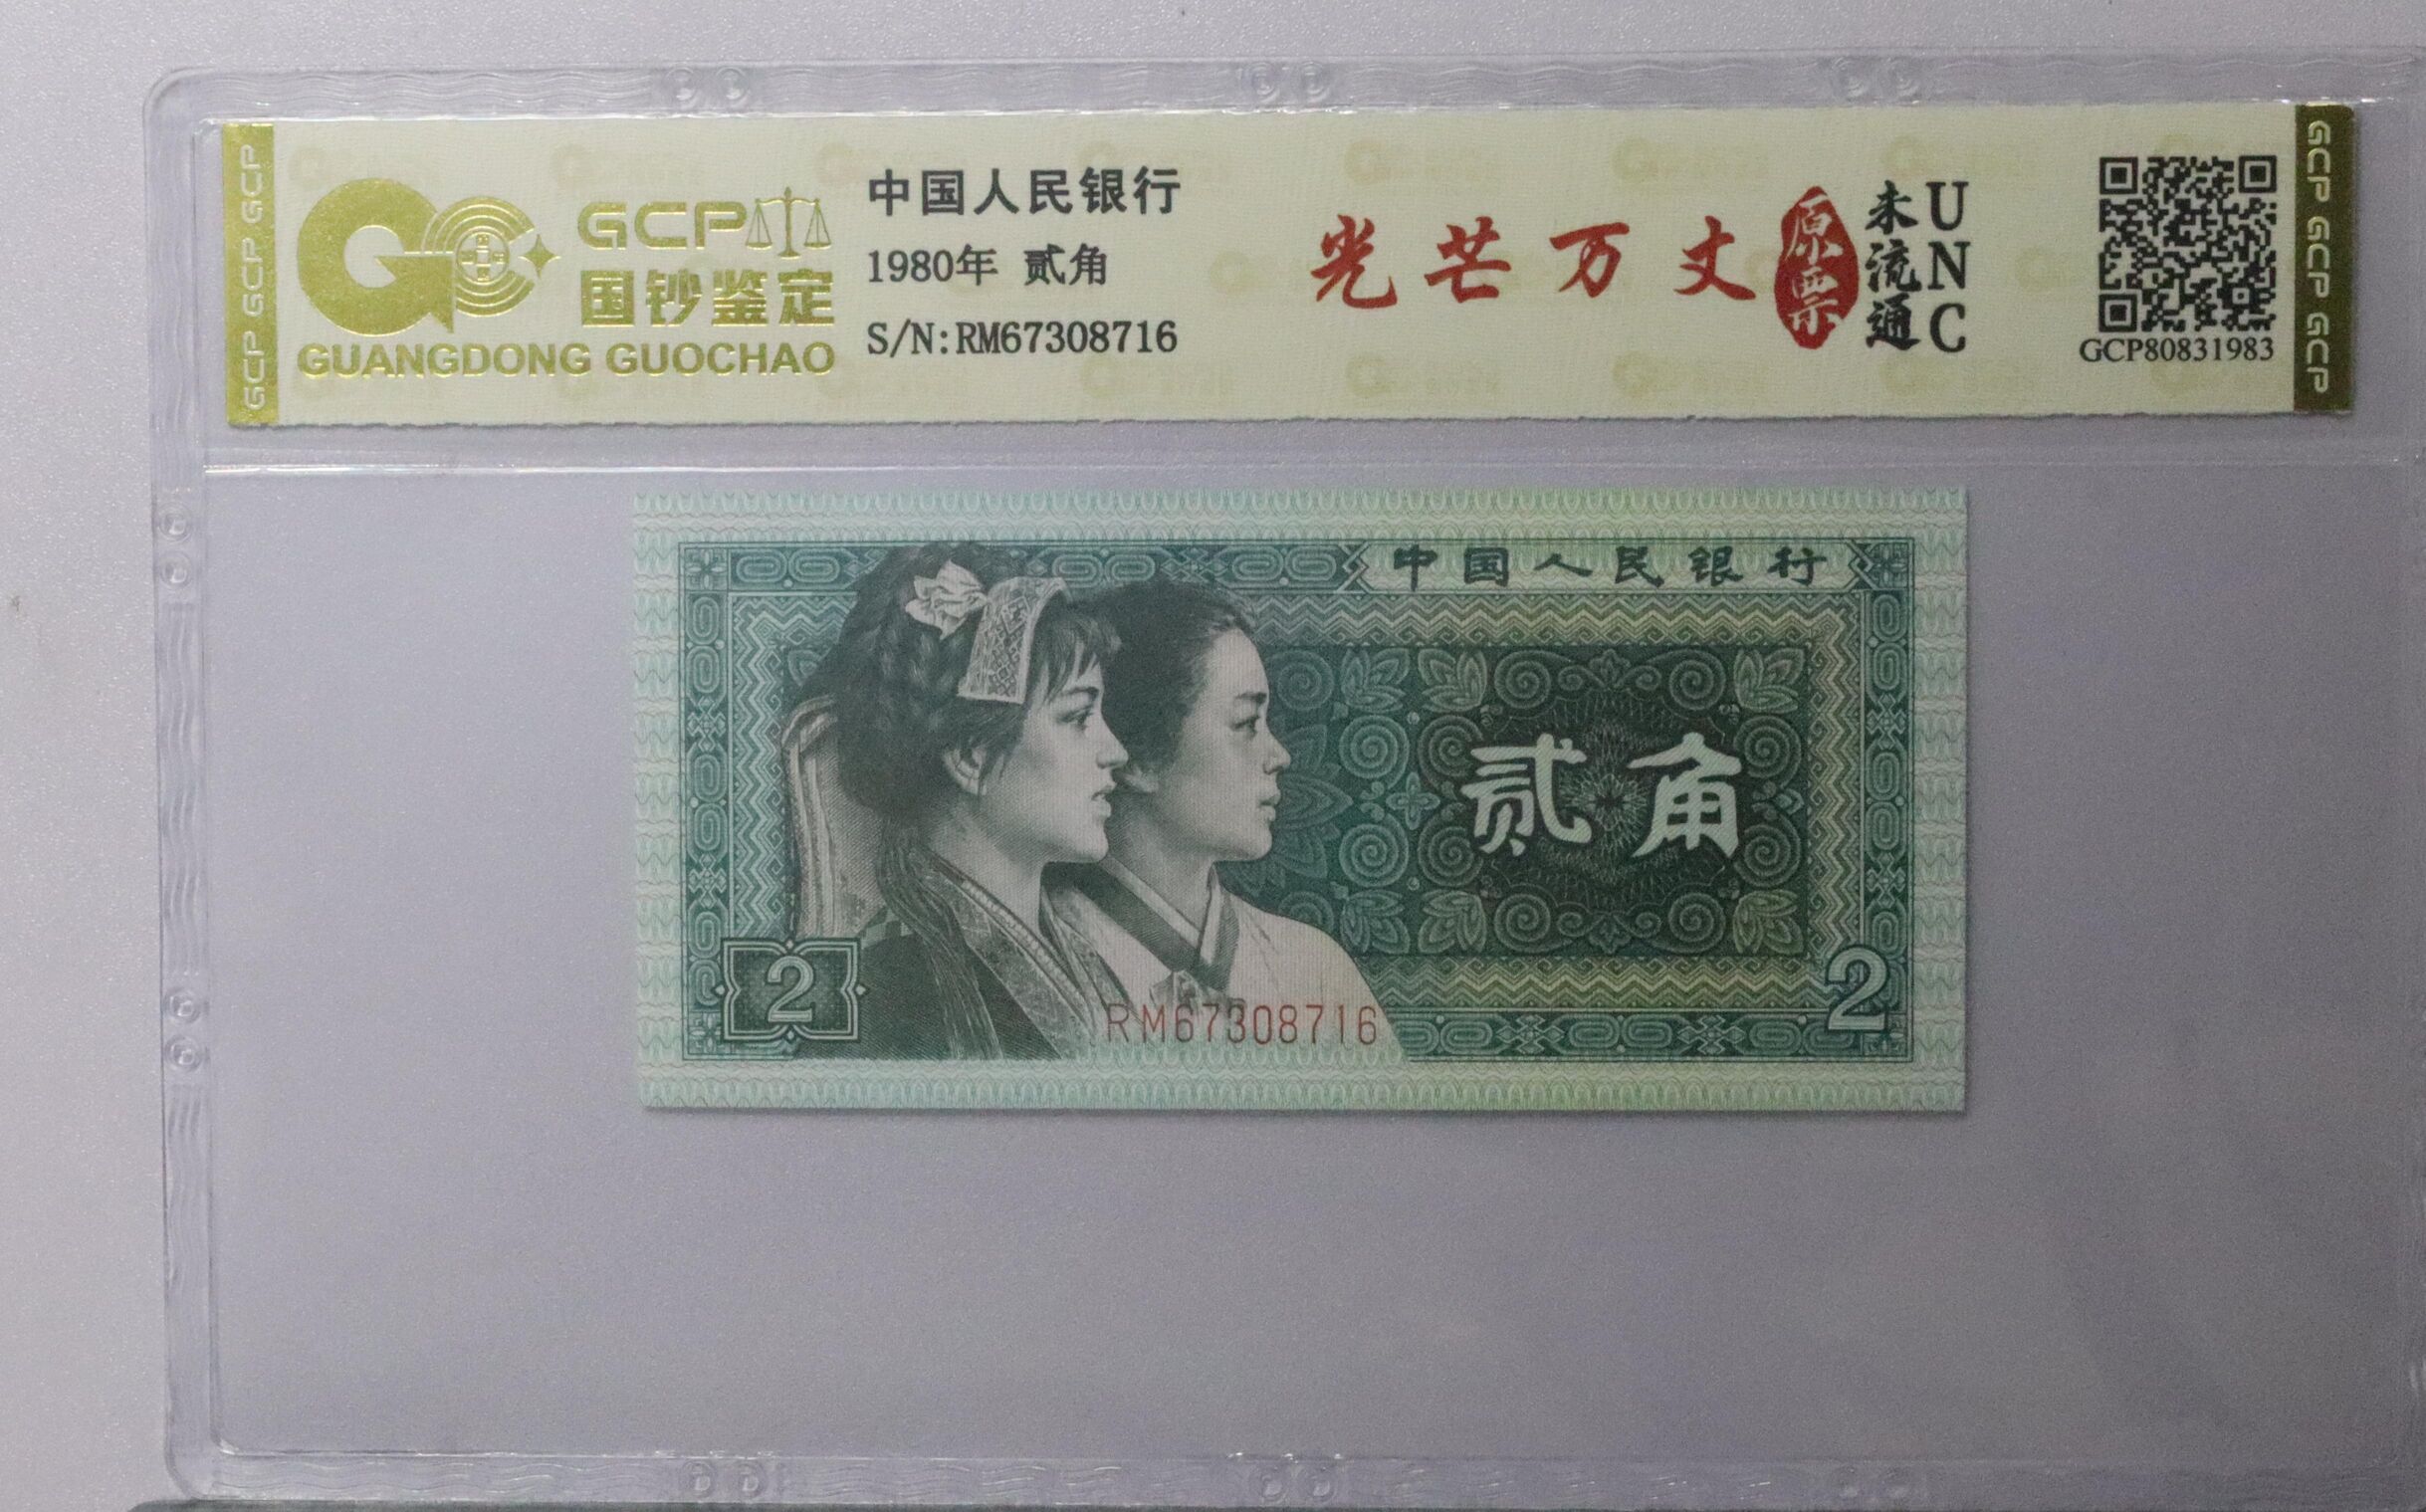 GCP GCP GCP
GCP
国钞鉴定
GUANGDONG GUOCHAO
中国人民银行
1980年 贰角
S/N:RM67308716
光芒万丈
原票
未流通
UNC
GCP80831983
GCP GCP GCP
中国人民银行
贰角
2
RM67308716
2